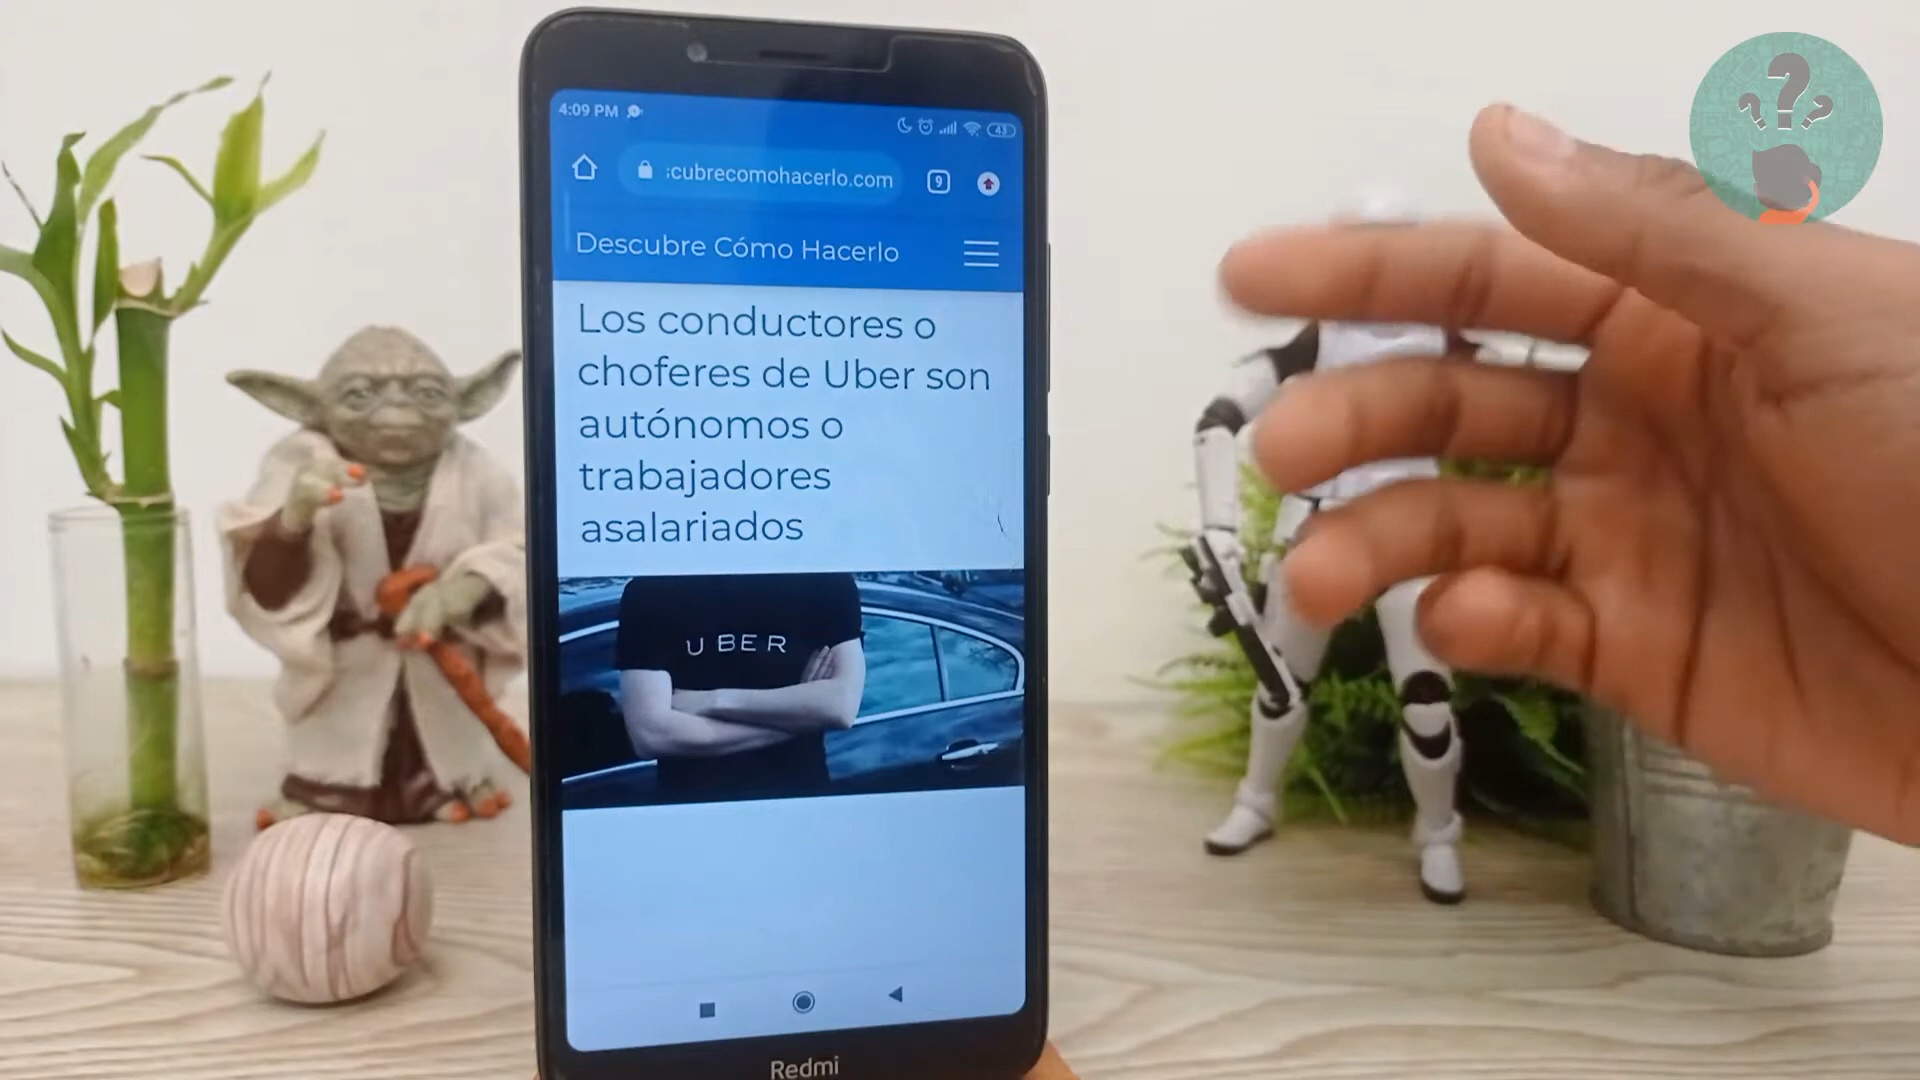 4:09 PM
43
cubrecomohacerlo.com
9
Descubre Cómo Hacerlo
Los conductores o
choferes de Uber son
autónomos o
trabajadores
asalariados
UBER
Redmi